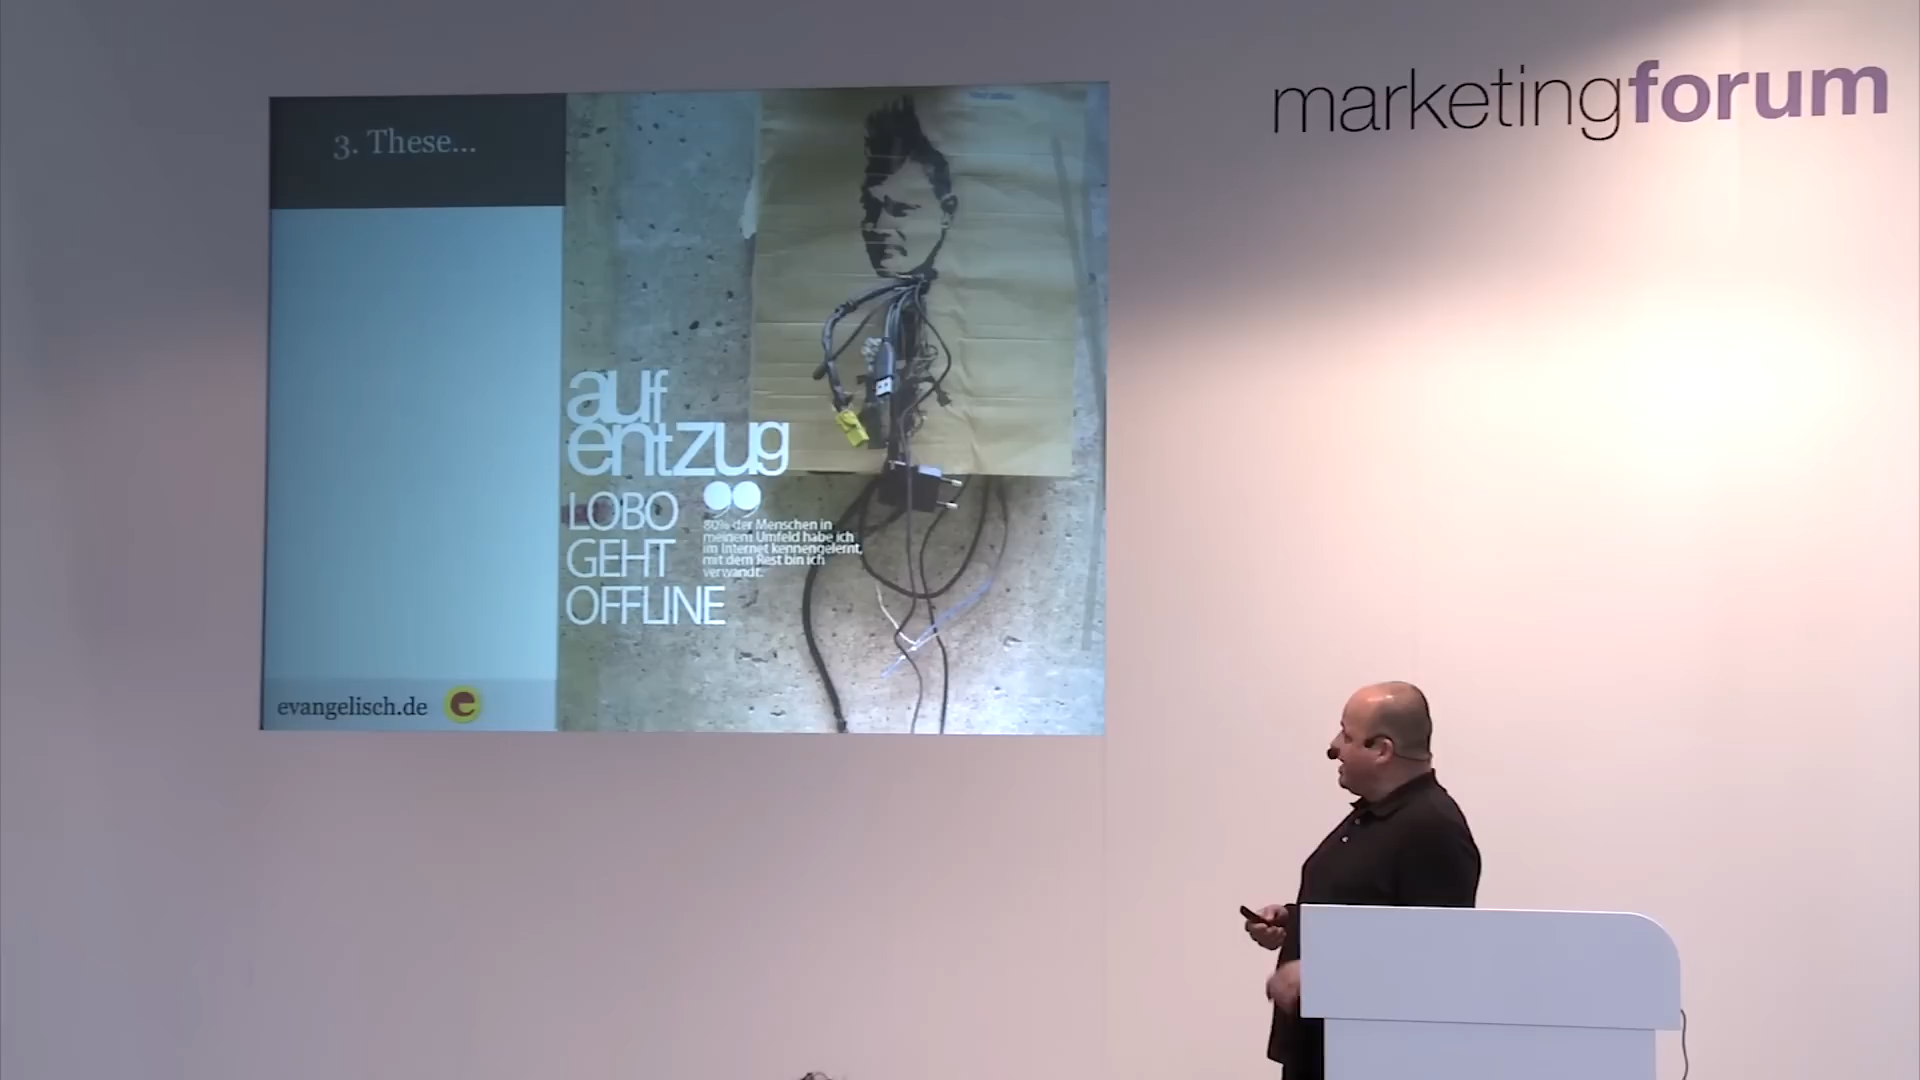 marketingforum
3. These...
auf
entzug
LOBO
GEHT
OFFLINE
80% der Menschen in
meinem Umfeld habe ich
im Internet kennengelernt,
mit dem Rest bin ich
verwandt.
evangelisch.de e